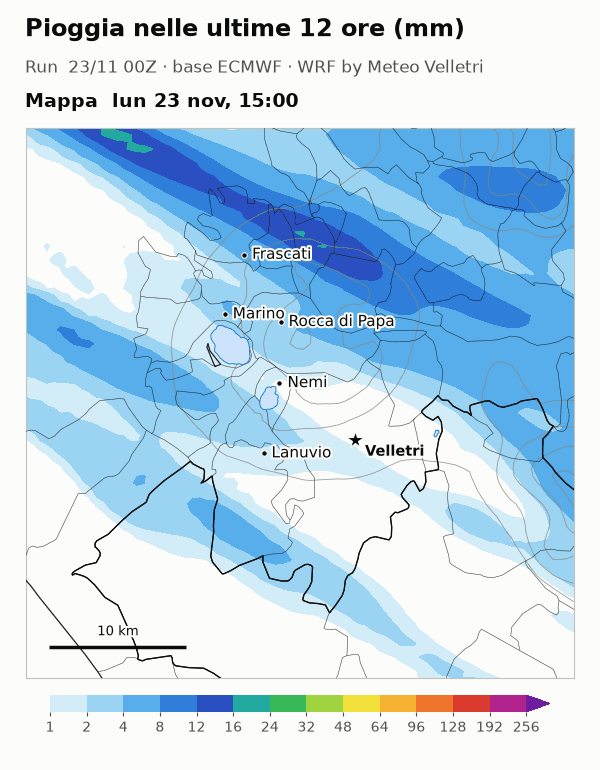 Pioggia nelle ultime 12 ore (mm)
Run  23/11 00Z · base ECMWF · WRF by Meteo Velletri
Mappa  lun 23 nov, 15:00
Frascati
Marino
Rocca di Papa
Nemi
Velletri
Lanuvio
10 km
1 2 4 8 12 16 24 32 48 64 96 128 192 256